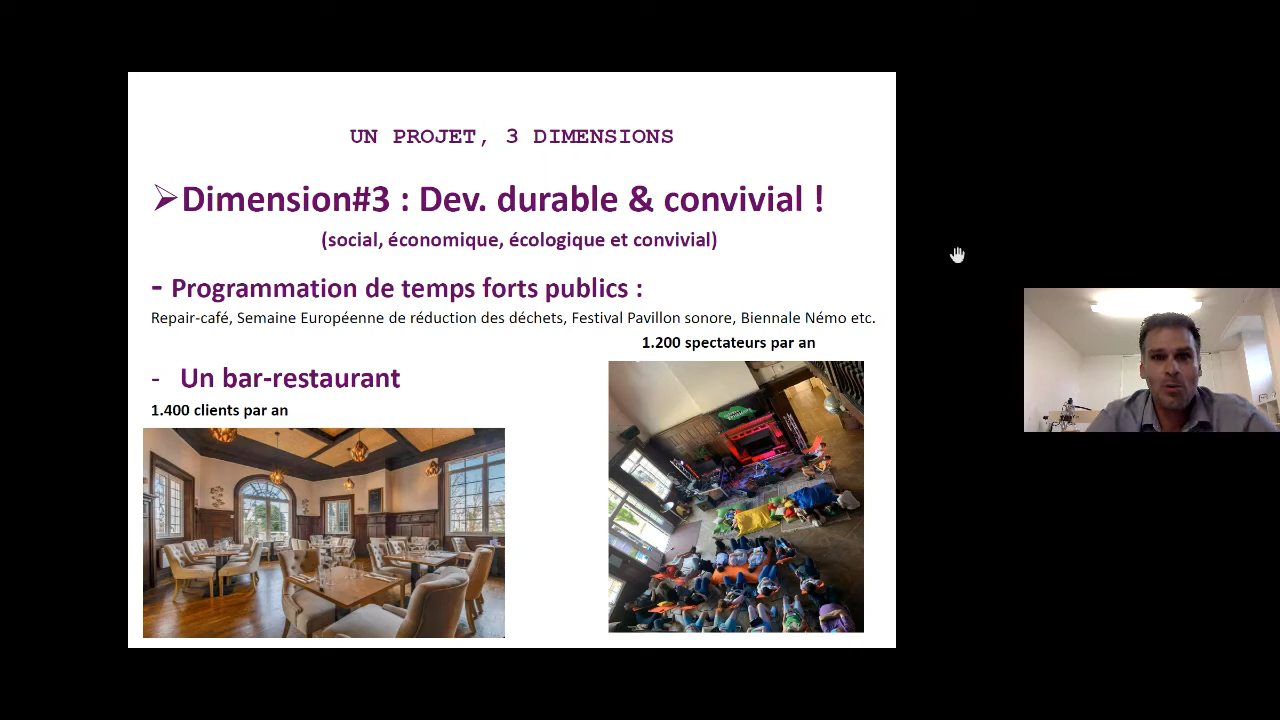 UN PROJET, 3 DIMENSIONS
➢Dimension#3 : Dev. durable & convivial !
(social, économique, écologique et convivial)
- Programmation de temps forts publics :
Repair-café, Semaine Européenne de réduction des déchets, Festival Pavillon sonore, Biennale Némo etc.
1.200 spectateurs par an
- Un bar-restaurant
1.400 clients par an